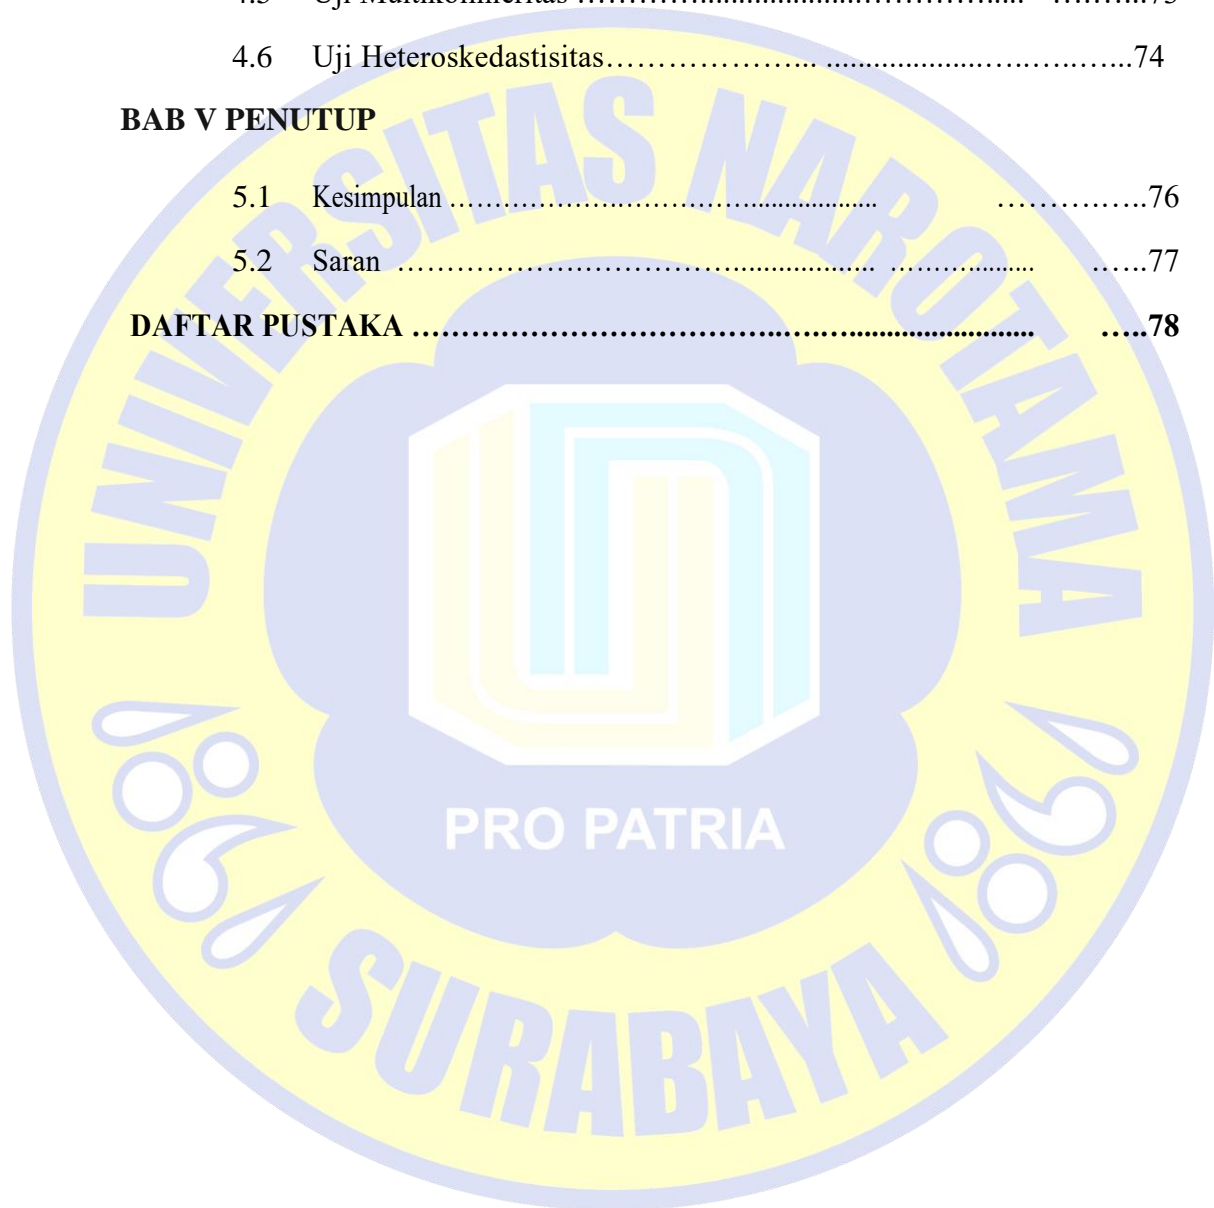 Uji
4.6 Uji Heteroskedastisitas……………….. ....................…..…..…...74
BAB V PENUTUP
5.1 Kesimpulan ……………….…………….................. ……….…..76
5.2 Saran ……………………………................... ……….......... …...77
DAFTAR PUSTAKA ………………………………..…….......................... …..78
UNIVERSITAS NAROTAMA
PRO PATRIA
SURABAYA